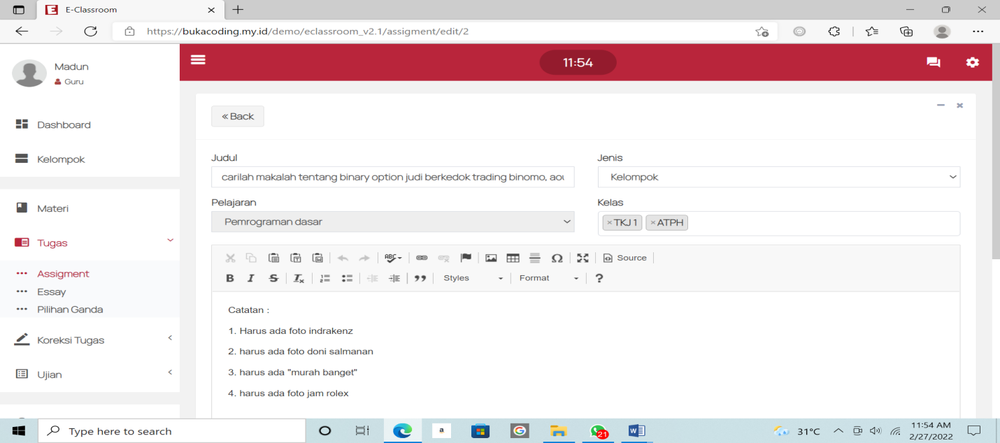 E-Classroom
https://bukacoding.my.id/demo/eclassroom_v2.1/assigment/edit/2
Madun
Guru
11:54
Dashboard
Kelompok
Materi
Tugas
Assigment
Essay
Pilihan Ganda
Koreksi Tugas
Ujian
« Back
Judul
Jenis
carilah makalah tentang binary option judi berkedok trading binomo, aou
Kelompok
Pelajaran
Kelas
Pemrograman dasar
× TKJ 1 × ATPH
ABC
Source
B I S Tx Styles Format ?
Catatan :
1. Harus ada foto indrakenz
2. harus ada foto doni salmanan
3. harus ada "murah banget"
4. harus ada foto jam rolex
Type here to search
a
G
21
W
31°C
11:54 AM
2/27/2022